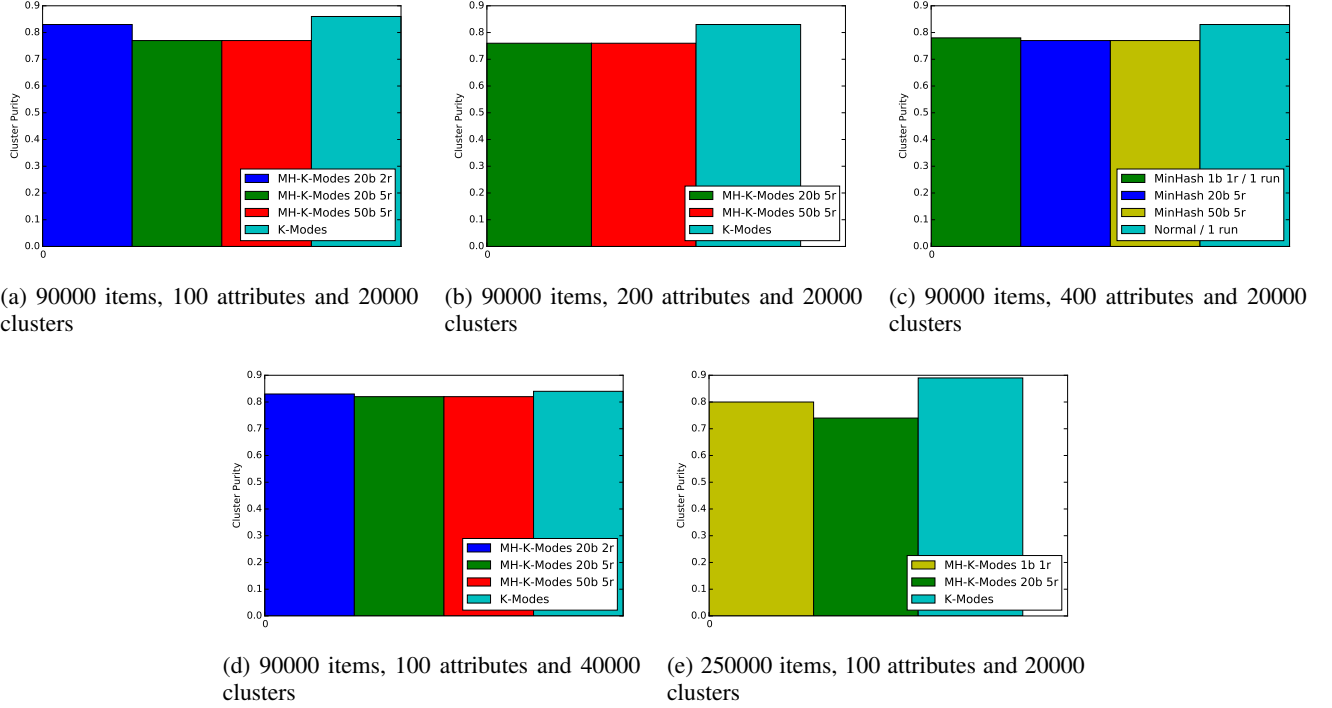 0.9
0.8
0.7
0.6
0.5
0.4
0.3
0.2
0.1
0.0
0
Cluster Purity
MH-K-Modes 20b 2r
MH-K-Modes 20b 5r
MH-K-Modes 50b 5r
K-Modes
(a) 90000 items, 100 attributes and 20000
clusters
0.9
0.8
0.7
0.6
0.5
0.4
0.3
0.2
0.1
0.0
0
Cluster Purity
MH-K-Modes 20b 5r
MH-K-Modes 50b 5r
K-Modes
(b) 90000 items, 200 attributes and 20000
clusters
0.9
0.8
0.7
0.6
0.5
0.4
0.3
0.2
0.1
0.0
0
Cluster Purity
MinHash 1b 1r / 1 run
MinHash 20b 5r
MinHash 50b 5r
Normal / 1 run
(c) 90000 items, 400 attributes and 20000
clusters
0.9
0.8
0.7
0.6
0.5
0.4
0.3
0.2
0.1
0.0
0
Cluster Purity
MH-K-Modes 20b 2r
MH-K-Modes 20b 5r
MH-K-Modes 50b 5r
K-Modes
(d) 90000 items, 100 attributes and 40000
clusters
0.9
0.8
0.7
0.6
0.5
0.4
0.3
0.2
0.1
0.0
0
Cluster Purity
MH-K-Modes 1b 1r
MH-K-Modes 20b 5r
K-Modes
(e) 250000 items, 100 attributes and 20000
clusters